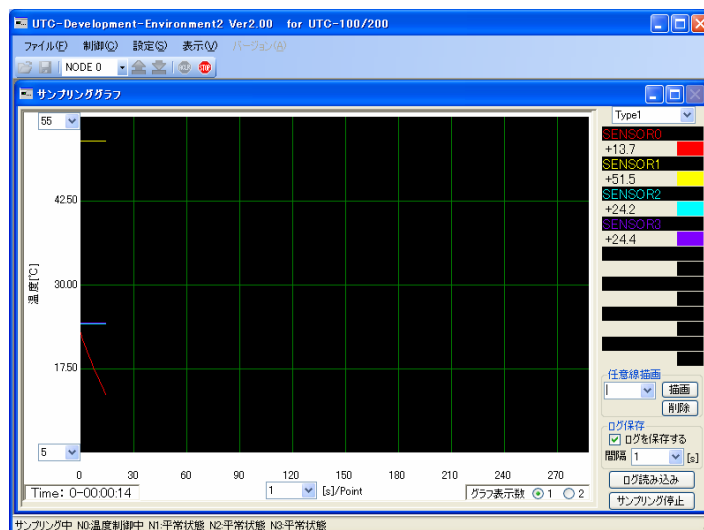 UTC-Development-Environment2 Ver2.00 for UTC-100/200
ファイル(F) 制御(C) 設定(S) 表示(V) バージョン(A)
NODE 0 STOP
サンプリンググラフ
55
42.50
30.00
17.50
5
温度[℃]
0 30 60 90 120 150 180 210 240 270
Time: 0-00:00:14
1 [s]/Point
グラフ表示数 1 2
Type1
SENSOR0
+13.7
SENSOR1
+51.5
SENSOR2
+24.2
SENSOR3
+24.4
任意線描画
描画
削除
ログ保存
ログを保存する
間隔 1 [s]
ログ読み込み
サンプリング停止
サンプリング中 N0:温度制御中 N1:平常状態 N2:平常状態 N3:平常状態